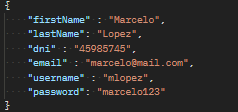 {
"firstName" : "Marcelo",
"lastName": "Lopez",
"dni" : "45985745",
"email" : "marcelo@mail.com",
"username" : "mlopez",
"password": "marcelo123"
}